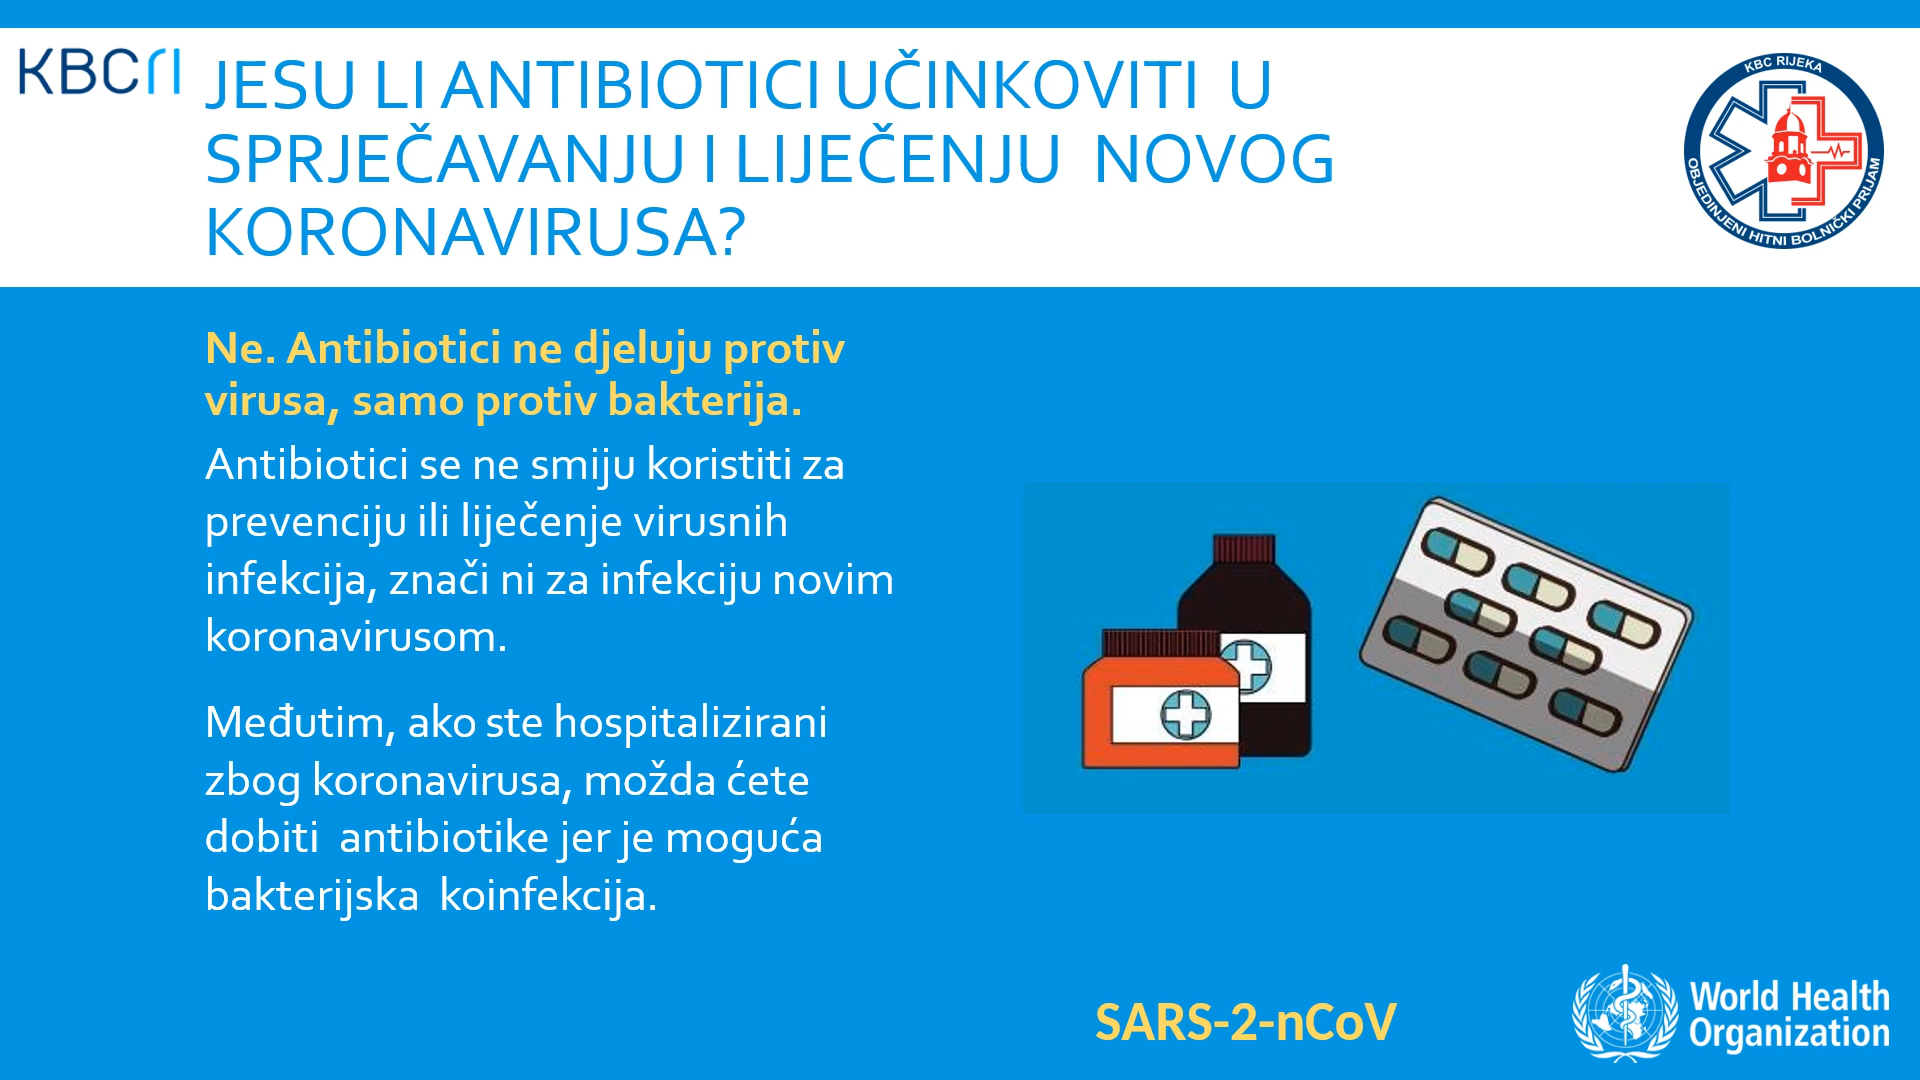 KBCrI
JESU LI ANTIBIOTICI UČINKOVITI U
SPRJEČAVANJU I LIJEČENJU NOVOG
KORONAVIRUSA?
KBC RIJEKA
OBJEDINJENI HITNI BOLNIČKI PRIJAM
Ne. Antibiotici ne djeluju protiv
virusa, samo protiv bakterija.
Antibiotici se ne smiju koristiti za
prevenciju ili liječenje virusnih
infekcija, znači ni za infekciju novim
koronavirusom.
Međutim, ako ste hospitalizirani
zbog koronavirusa, možda ćete
dobiti antibiotike jer je moguća
bakterijska koinfekcija.
SARS-2-nCoV
World Health
Organization